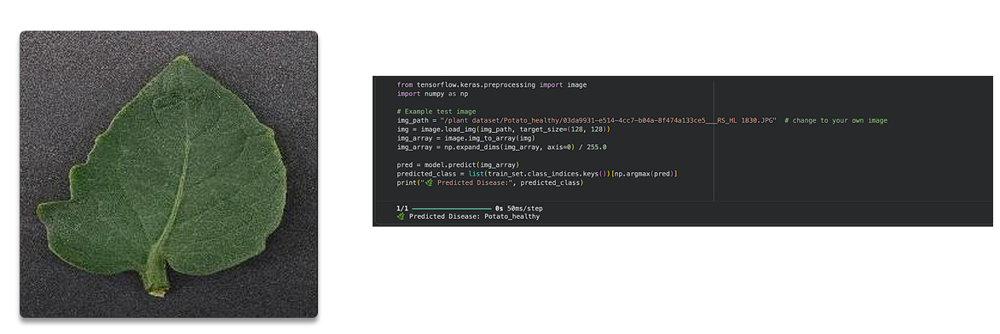 from tensorflow.keras.preprocessing import image
import numpy as np
# Example test image
img_path = "/plant dataset/Potato_healthy/03da9931-e514-4cc7-b04a-8f474a133ce5___RS_HL 1830.JPG"  # change to your own image
img = image.load_img(img_path, target_size=(128, 128))
img_array = image.img_to_array(img)
img_array = np.expand_dims(img_array, axis=0) / 255.0
pred = model.predict(img_array)
predicted_class = list(train_set.class_indices.keys())[np.argmax(pred)]
print("🌿 Predicted Disease:", predicted_class)
1/1 ━━━━━━━━━━━━━━━━━━━━ 0s 50ms/step
🌿 Predicted Disease: Potato_healthy